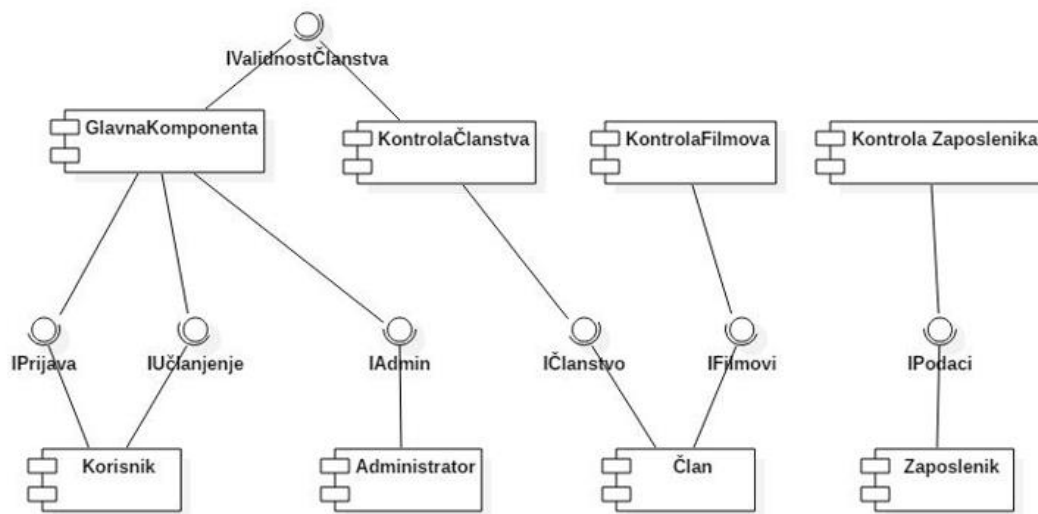 IValidnostČlanstva
GlavnaKomponenta
KontrolaČlanstva
KontrolaFilmova
Kontrola Zaposlenika
IPrijava
IUčlanjenje
IAdmin
IČlanstvo
IFilmovi
IPodaci
Korisnik
Administrator
Član
Zaposlenik